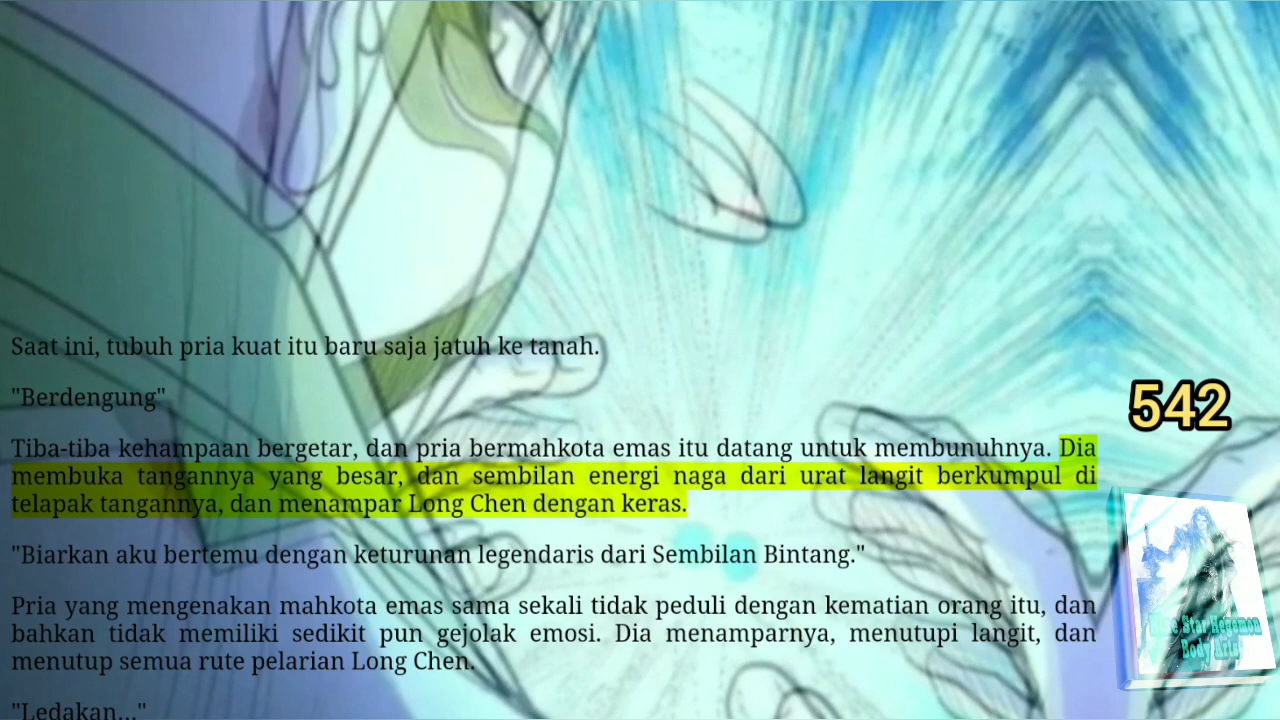 Saat ini, tubuh pria kuat itu baru saja jatuh ke tanah.
"Berdengung"
Tiba-tiba kehampaan bergetar, dan pria bermahkota emas itu datang untuk membunuhnya. Dia
membuka tangannya yang besar, dan sembilan energi naga dari urat langit berkumpul di
telapak tangannya, dan menampar Long Chen dengan keras.
"Biarkan aku bertemu dengan keturunan legendaris dari Sembilan Bintang."
Pria yang mengenakan mahkota emas sama sekali tidak peduli dengan kematian orang itu, dan
bahkan tidak memiliki sedikit pun gejolak emosi. Dia menamparnya, menutupi langit, dan
menutup semua rute pelarian Long Chen.
"Ledakan..."
542
Star Hegemon
Body Arts